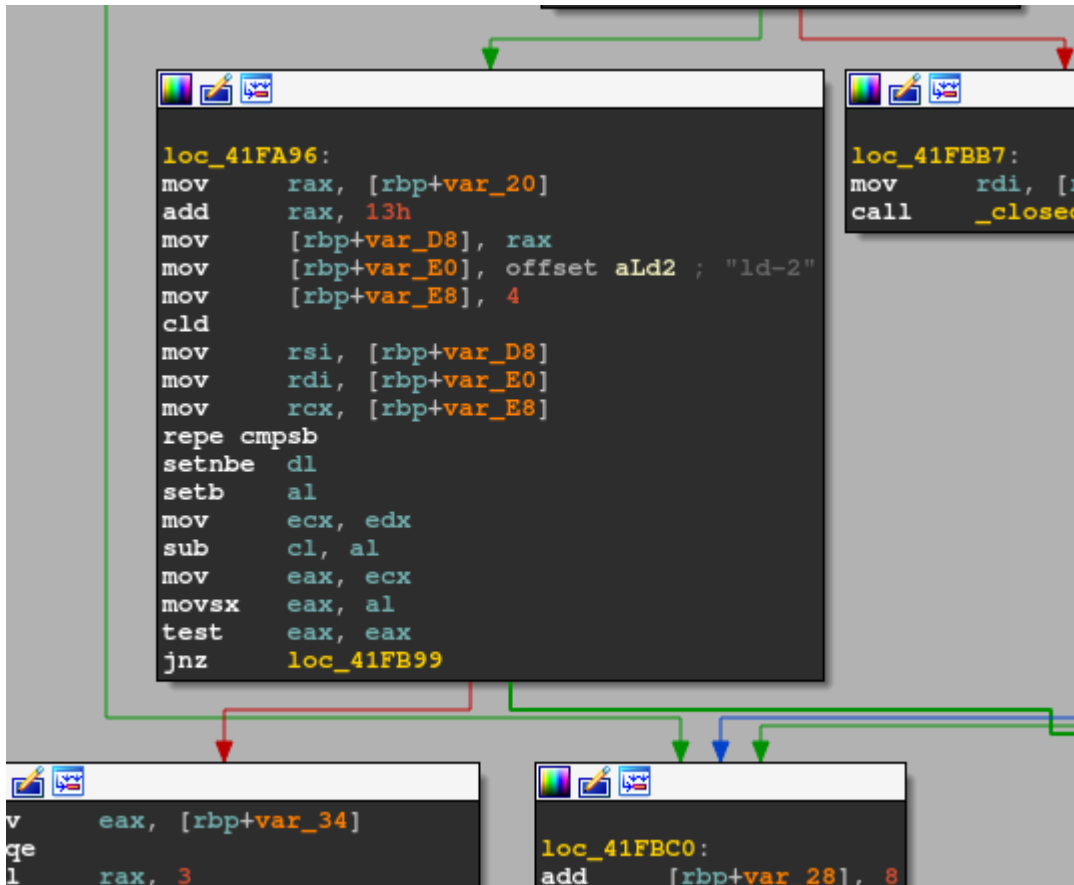 loc_41FA96:
mov rax, [rbp+var_20]
add rax, 13h
mov [rbp+var_D8], rax
mov [rbp+var_E0], offset aLd2 ; "ld-2"
mov [rbp+var_E8], 4
cld
mov rsi, [rbp+var_D8]
mov rdi, [rbp+var_E0]
mov rcx, [rbp+var_E8]
repe cmpsb
setnbe dl
setb al
mov ecx, edx
sub cl, al
mov eax, ecx
movsx eax, al
test eax, eax
jnz loc_41FB99
loc_41FBB7:
mov rdi, [r
call _closed
v eax, [rbp+var_34]
qe
l rax, 3
loc_41FBC0:
add [rbp+var_28], 8